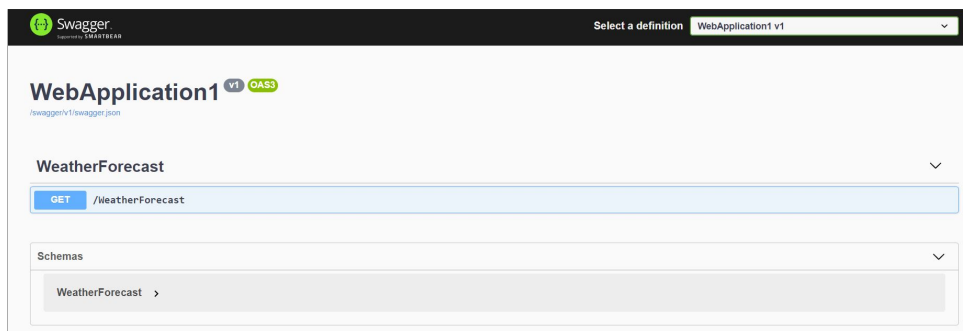 Swagger.
Supported by SMARTBEAR
Select a definition
WebApplication1 v1
WebApplication1 v1 OAS3
/swagger/v1/swagger.json
WeatherForecast
GET /WeatherForecast
Schemas
WeatherForecast